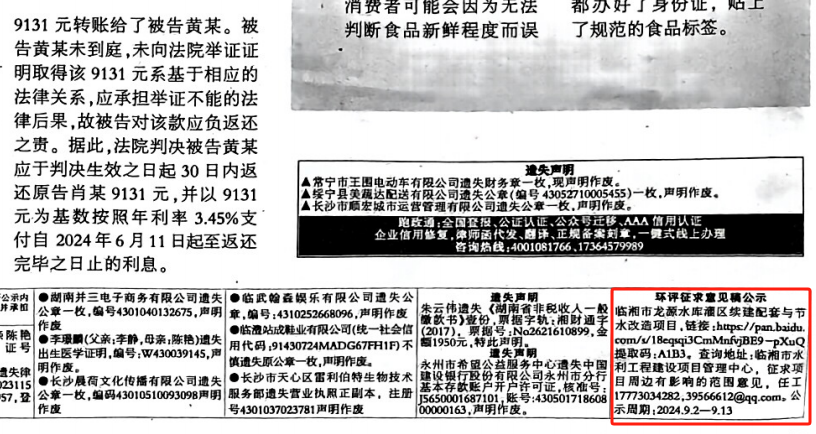 9131 元转账给了被告黄某。被
告黄某未到庭,未向法院举证证
明取得该 9131 元系基于相应的
法律关系,应承担举证不能的法
律后果,故被告对该款应负返还
之责。据此,法院判决被告黄某
应于判决生效之日起 30 日内返
还原告肖某 9131 元,并以 9131
元为基数按照年利率 3.45%支
付自 2024 年 6 月 11 日起至返还
完毕之日止的利息。
消费者可能会因为无法
判断食品新鲜程度而误
都办好了身份证,贴上
了规范的食品标签。
遗失声明
▲常宁市王围电动车有限公司遗失财务章一枚,现声明作废。
▲绥宁县美蔬达配送有限公司遗失公章(编号 43052710005455)一枚,声明作废。
▲长沙市顺宏城市运营管理有限公司遗失公章一枚,声明作废。
跑政通:全国登报、公证认证、公众号迁移、AAA 信用认证
企业信用修复,律师函代发、翻译、正规备案刻章,一键式线上办理
咨询热线:4001081766,17364579989
公示内
陈艳
证号
遗失律
023115
957,登
●湖南并三电子商务有限公司遗失
公章一枚,编号4301040132675,声明
作废
●李璟麟(父亲:李静,母亲:陈艳)遗失
出生医学证明,编号:W430039145,声
明作废。
●长沙晨荷文化传播有限公司遗失
公章一枚,编码43010510093098声明
作废
●临武翰森娱乐有限公司遗失公
章,编号:4310252668096,声明作废
●临澧站成鞋业有限公司(统一社会信
用代码:91430724MADG67FH1F)不
慎遗失原公章一枚,声明作废。
●长沙市天心区雷利伯特生物技术
服务部遗失营业执照正副本，注册
号4301037023781声明作废
遗失声明
朱云伟遗失《湖南省非税收入一般
缴款书》壹份,票据字轨:湘财通字
(2017), 票据号:No2621610899,金
额1950元,特此声明。
遗失声明
永州市希望公益服务中心遗失中国
建设银行股份有限公司永州市分行
基本存款账户开户许可证,核准号:
J5650001687101,账号:430501718608
00000163,声明作废。
环评征求意见稿公示
临湘市龙源水库灌区续建配套与节
水改造项目,链接:https://pan.baidu.
com/s/18eqsqi3CmMnfvjBE9-pXuQ
提取码:A1B3。查询地址:临湘市水
利工程建设项目管理中心，征求项
目周边有影响的范围意见，任工
17773034282,39566612@qq.com。公
示周期:2024.9.2—9.13